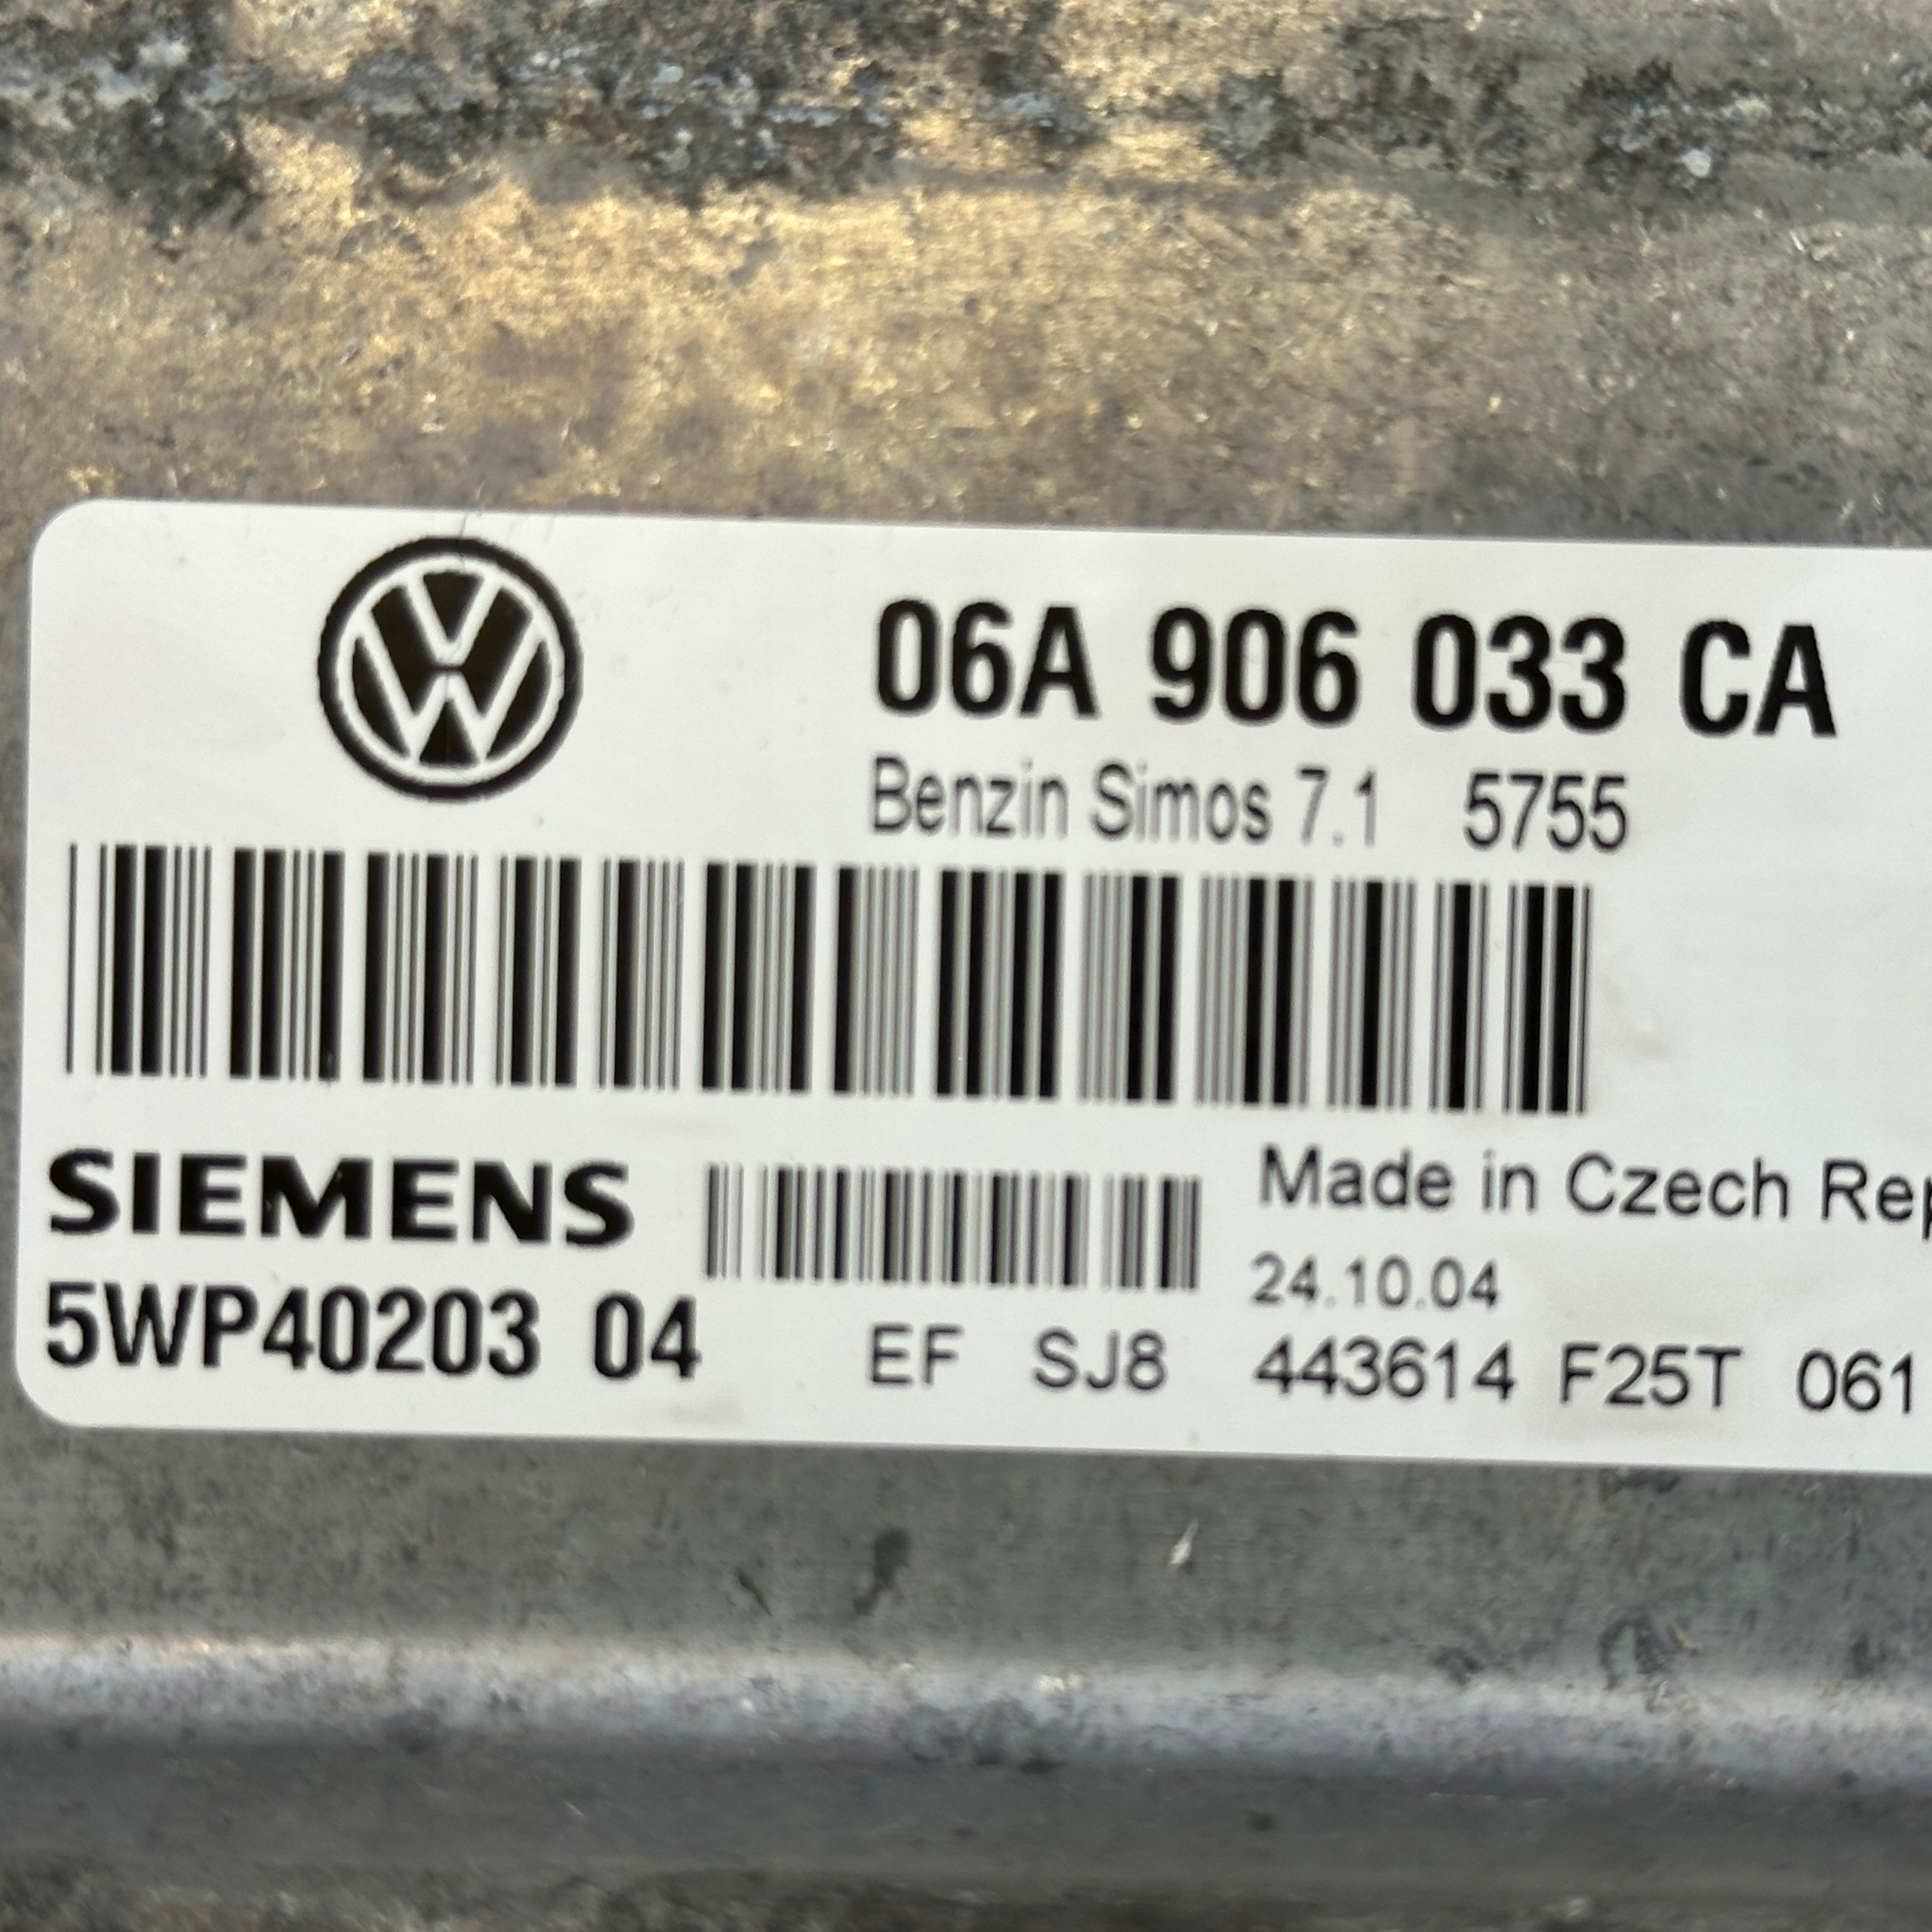 06A 906 033 CA
Benzin Simos 7.1 5755
SIEMENS
Made in Czech Rep
24.10.04
5WP40203 04
EF SJ8 443614 F25T 061